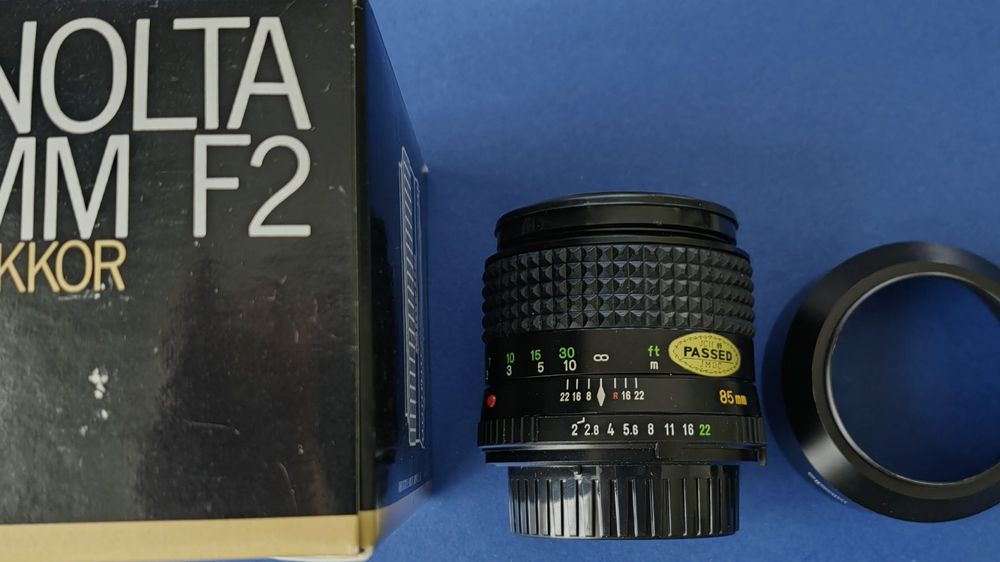 NOLTA
MM F2
KKOR
10 15 30 ∞ ft
3 5 10 m
PASSED
22 16 8 R 16 22
85mm
2 2.8 4 5.6 8 11 16 22